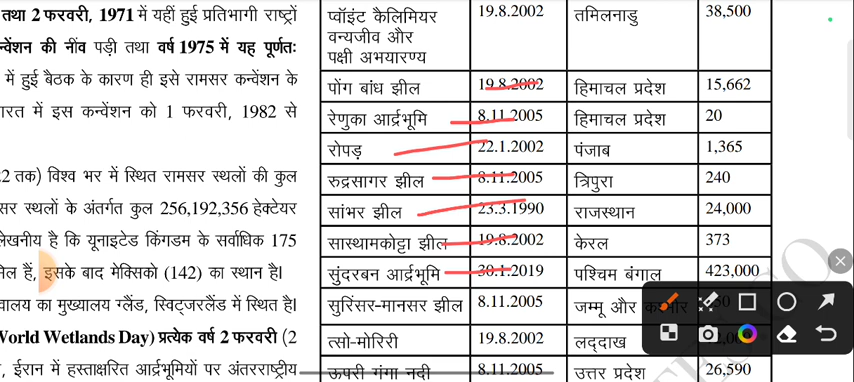 तथा 2 फरवरी, 1971 में यहीं हुई प्रतिभागी राष्ट्रों
न्वेंशन की नींव पड़ी तथा वर्ष 1975 में यह पूर्णतः
में हुई बैठक के कारण ही इसे रामसर कन्वेंशन के
ारत में इस कन्वेंशन को 1 फरवरी, 1982 से
2 तक) विश्व भर में स्थित रामसर स्थलों की कुल
सर स्थलों के अंतर्गत कुल 256,192,356 हेक्टेयर
लेखनीय है कि यूनाइटेड किंगडम के सर्वाधिक 175
मेल हैं, इसके बाद मेक्सिको (142) का स्थान है।
वालय का मुख्यालय ग्लैंड, स्विट्जरलैंड में स्थित है।
World Wetlands Day) प्रत्येक वर्ष 2 फरवरी (2
, ईरान में हस्ताक्षरित आर्द्रभूमियों पर अंतरराष्ट्रीय
प्वॉइंट कैलिमियर 19.8.2002 तमिलनाडु 38,500
वन्यजीव और
पक्षी अभयारण्य
पोंग बांध झील 19.8.2002 हिमाचल प्रदेश 15,662
रेणुका आर्द्रभूमि 8.11.2005 हिमाचल प्रदेश 20
रोपड़ 22.1.2002 पंजाब 1,365
रुद्रसागर झील 8.11.2005 त्रिपुरा 240
सांभर झील 23.3.1990 राजस्थान 24,000
सास्थामकोट्टा झील 19.8.2002 केरल 373
सुंदरबन आर्द्रभूमि 30.1.2019 पश्चिम बंगाल 423,000
सुरिंसर-मानसर झील 8.11.2005 जम्मू और
त्सो-मोरिरी 19.8.2002 लद्दाख
ऊपरी गंगा नदी 8.11.2005 उत्तर प्रदेश 26,590